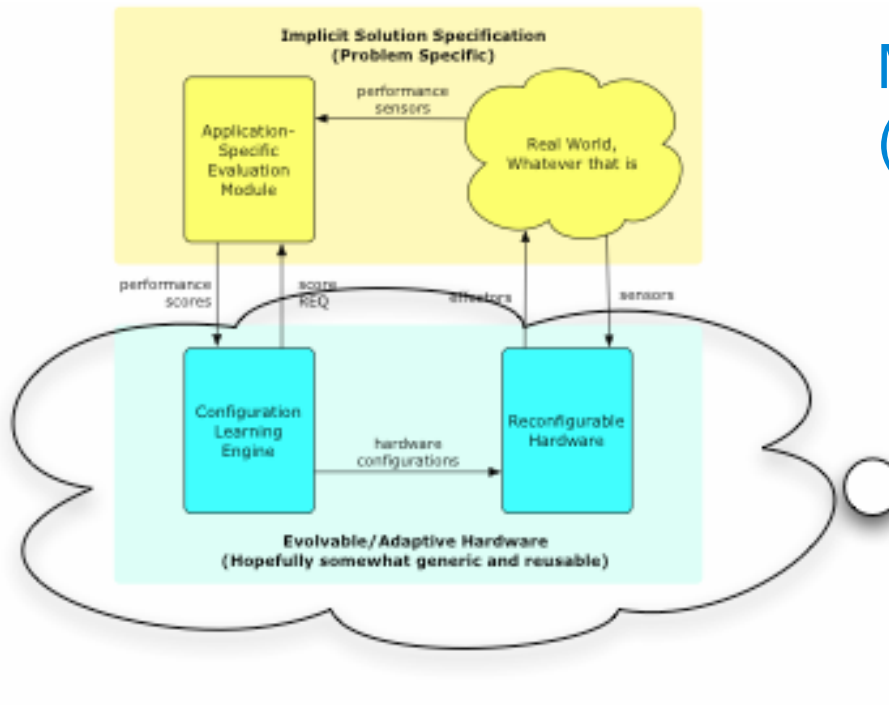 Implicit Solution Specification
(Problem Specific)
performance
sensors
Application-
Specific
Evaluation
Module
Real World,
Whatever that is
performance
scores
score
REQ
effectors
sensors
Configuration
Learning
Engine
hardware
configurations
Reconfigurable
Hardware
Evolvable/Adaptive Hardware
(Hopefully somewhat generic and reusable)